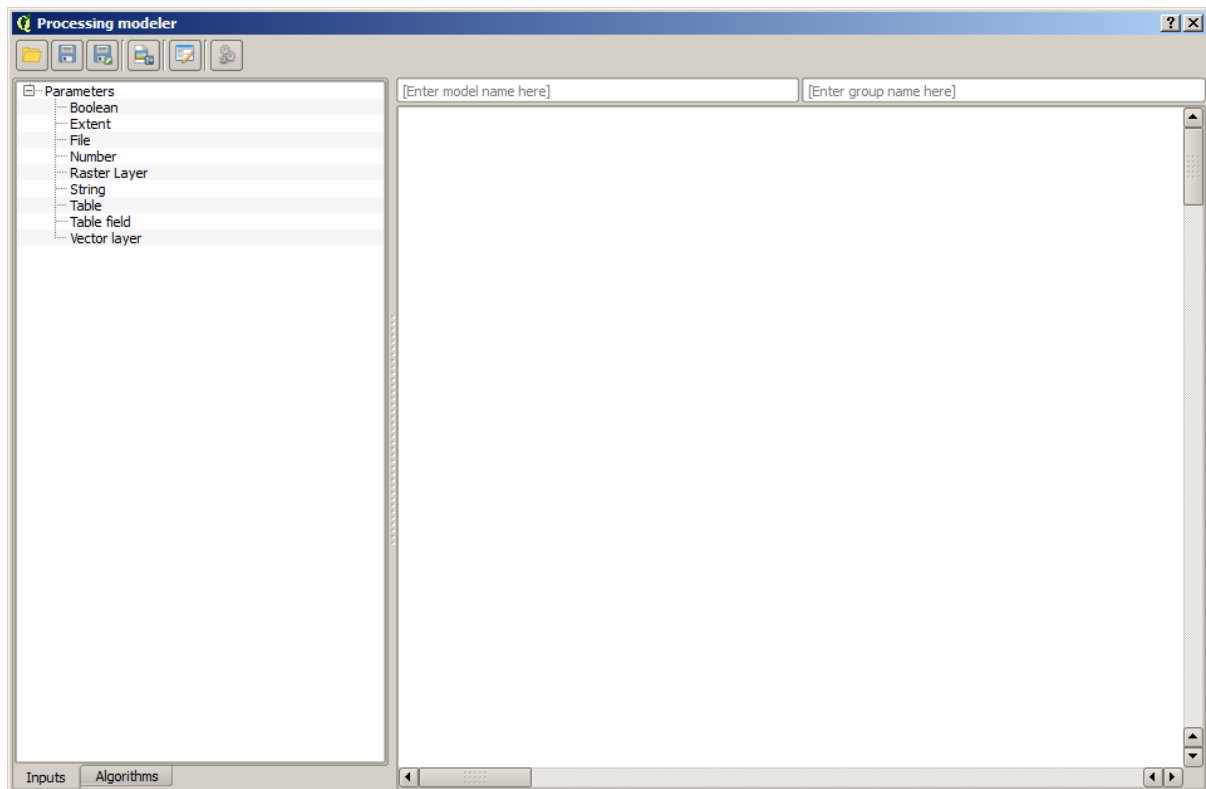 Processing modeler
Parameters
Boolean
Extent
File
Number
Raster Layer
String
Table
Table field
Vector layer
[Enter model name here]
[Enter group name here]
Inputs
Algorithms